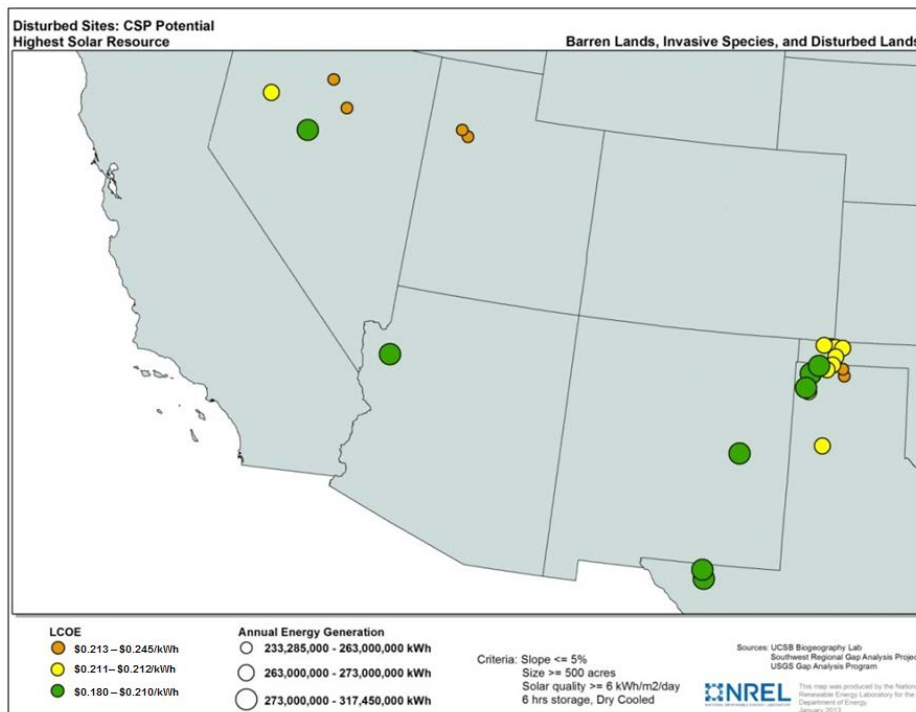 Disturbed Sites: CSP Potential
Highest Solar Resource
Barren Lands, Invasive Species, and Disturbed Lands
LCOE
$0.213 – $0.245/kWh
$0.211 – $0.212/kWh
$0.180 – $0.210/kWh
Annual Energy Generation
233,285,000 - 263,000,000 kWh
263,000,000 - 273,000,000 kWh
273,000,000 - 317,450,000 kWh
Criteria: Slope <= 5%
Size >= 500 acres
Solar quality >= 6 kWh/m2/day
6 hrs storage, Dry Cooled
Sources: UCSB Biogeography Lab
Southwest Regional Gap Analysis Projec
USGS Gap Analysis Program
NREL
NATIONAL RENEWABLE ENERGY LABORATORY
This map was produced by the Nationa
Renewable Energy Laboratory for the
Department of Energy.
January 2013